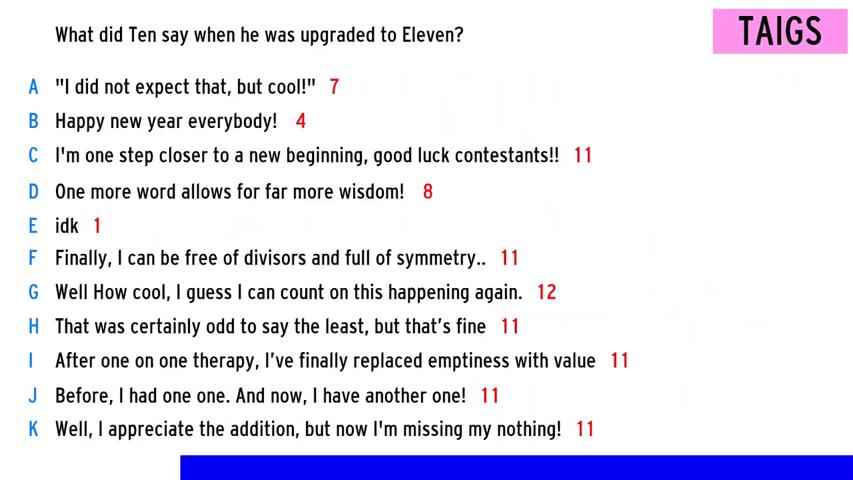 What did Ten say when he was upgraded to Eleven?
TAIGS
A "I did not expect that, but cool!" 7
B Happy new year everybody! 4
C I'm one step closer to a new beginning, good luck contestants!! 11
D One more word allows for far more wisdom! 8
E idk 1
F Finally, I can be free of divisors and full of symmetry.. 11
G Well How cool, I guess I can count on this happening again. 12
H That was certainly odd to say the least, but that's fine 11
I After one on one therapy, I've finally replaced emptiness with value 11
J Before, I had one one. And now, I have another one! 11
K Well, I appreciate the addition, but now I'm missing my nothing! 11